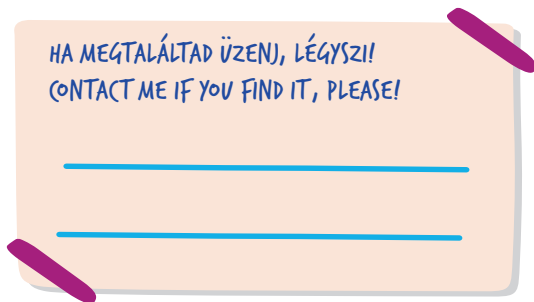 HA MEGTALÁLTAD ÜZENJ, LÉGYSZI!
CONTACT ME IF YOU FIND IT, PLEASE!